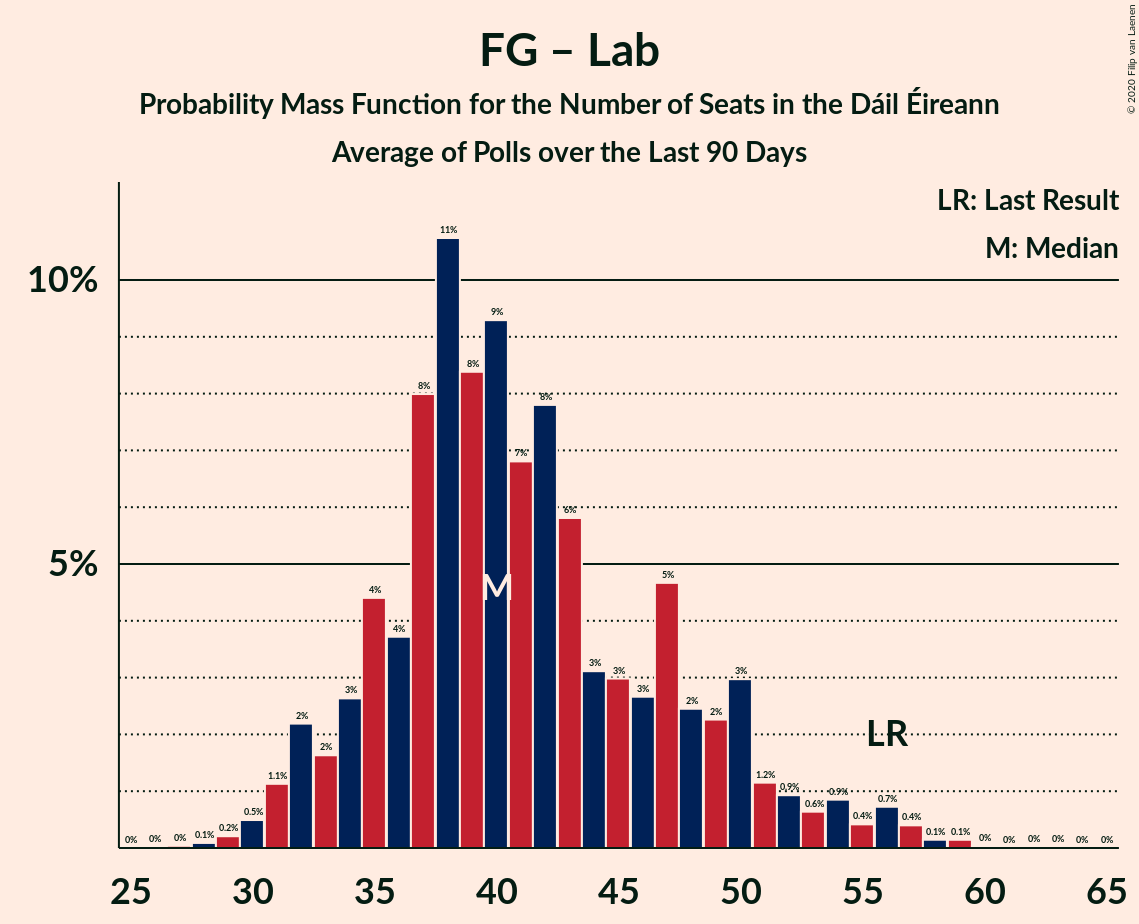 FG – Lab
Probability Mass Function for the Number of Seats in the Dáil Éireann
Average of Polls over the Last 90 Days
© 2020 Filip van Laenen
LR: Last Result
M: Median
10%
5%
0% 0% 0% 0.1% 0.2% 0.5% 1.1% 2% 2% 3% 4% 4% 8% 11% 8% 9% 7% 8% 6% 3% 3% 3% 5% 2% 2% 3% 1.2% 0.9% 0.6% 0.9% 0.4% 0.7% 0.4% 0.1% 0.1% 0% 0% 0% 0% 0% 0%
M
LR
25 30 35 40 45 50 55 60 65